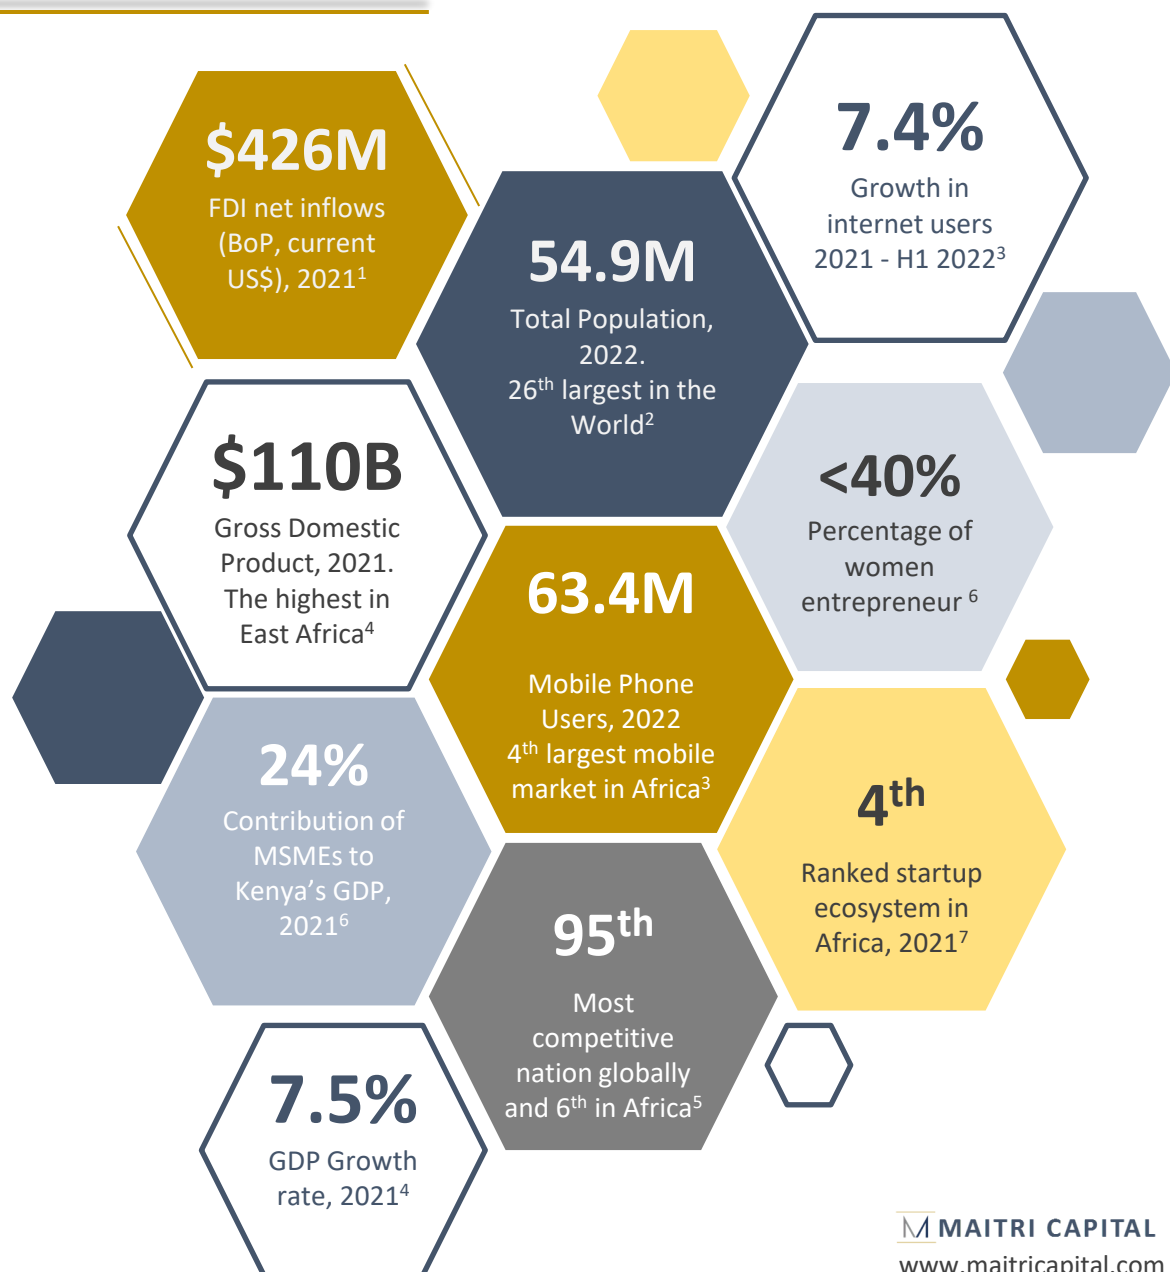 $426M
FDI net inflows
(BoP, current
US$), 2021¹
7.4%
Growth in
internet users
2021 - H1 2022³
54.9M
Total Population,
2022.
26ᵗʰ largest in the
World²
$110B
Gross Domestic
Product, 2021.
The highest in
East Africa⁴
<40%
Percentage of
women
entrepreneur ⁶
63.4M
Mobile Phone
Users, 2022
4ᵗʰ largest mobile
market in Africa³
24%
Contribution of
MSMEs to
Kenya’s GDP,
2021⁶
4ᵗʰ
Ranked startup
ecosystem in
Africa, 2021⁷
95ᵗʰ
Most
competitive
nation globally
and 6ᵗʰ in Africa⁵
7.5%
GDP Growth
rate, 2021⁴
MAITRI CAPITAL
www.maitricapital.com